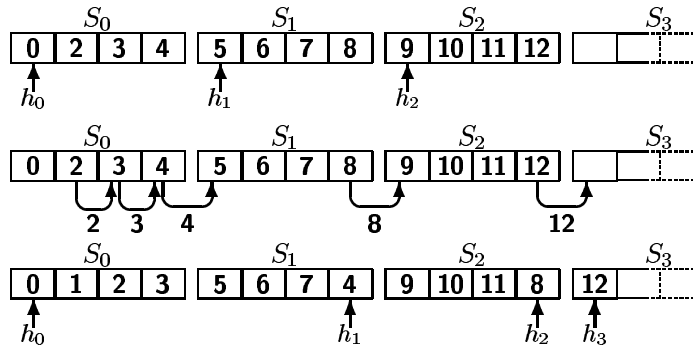 S₀ S₁ S₂ S₃
0 2 3 4 5 6 7 8 9 10 11 12
h₀ h₁ h₂
S₀ S₁ S₂ S₃
0 2 3 4 5 6 7 8 9 10 11 12
2 3 4 8 12
S₀ S₁ S₂ S₃
0 1 2 3 5 6 7 4 9 10 11 8 12
h₀ h₁ h₂ h₃